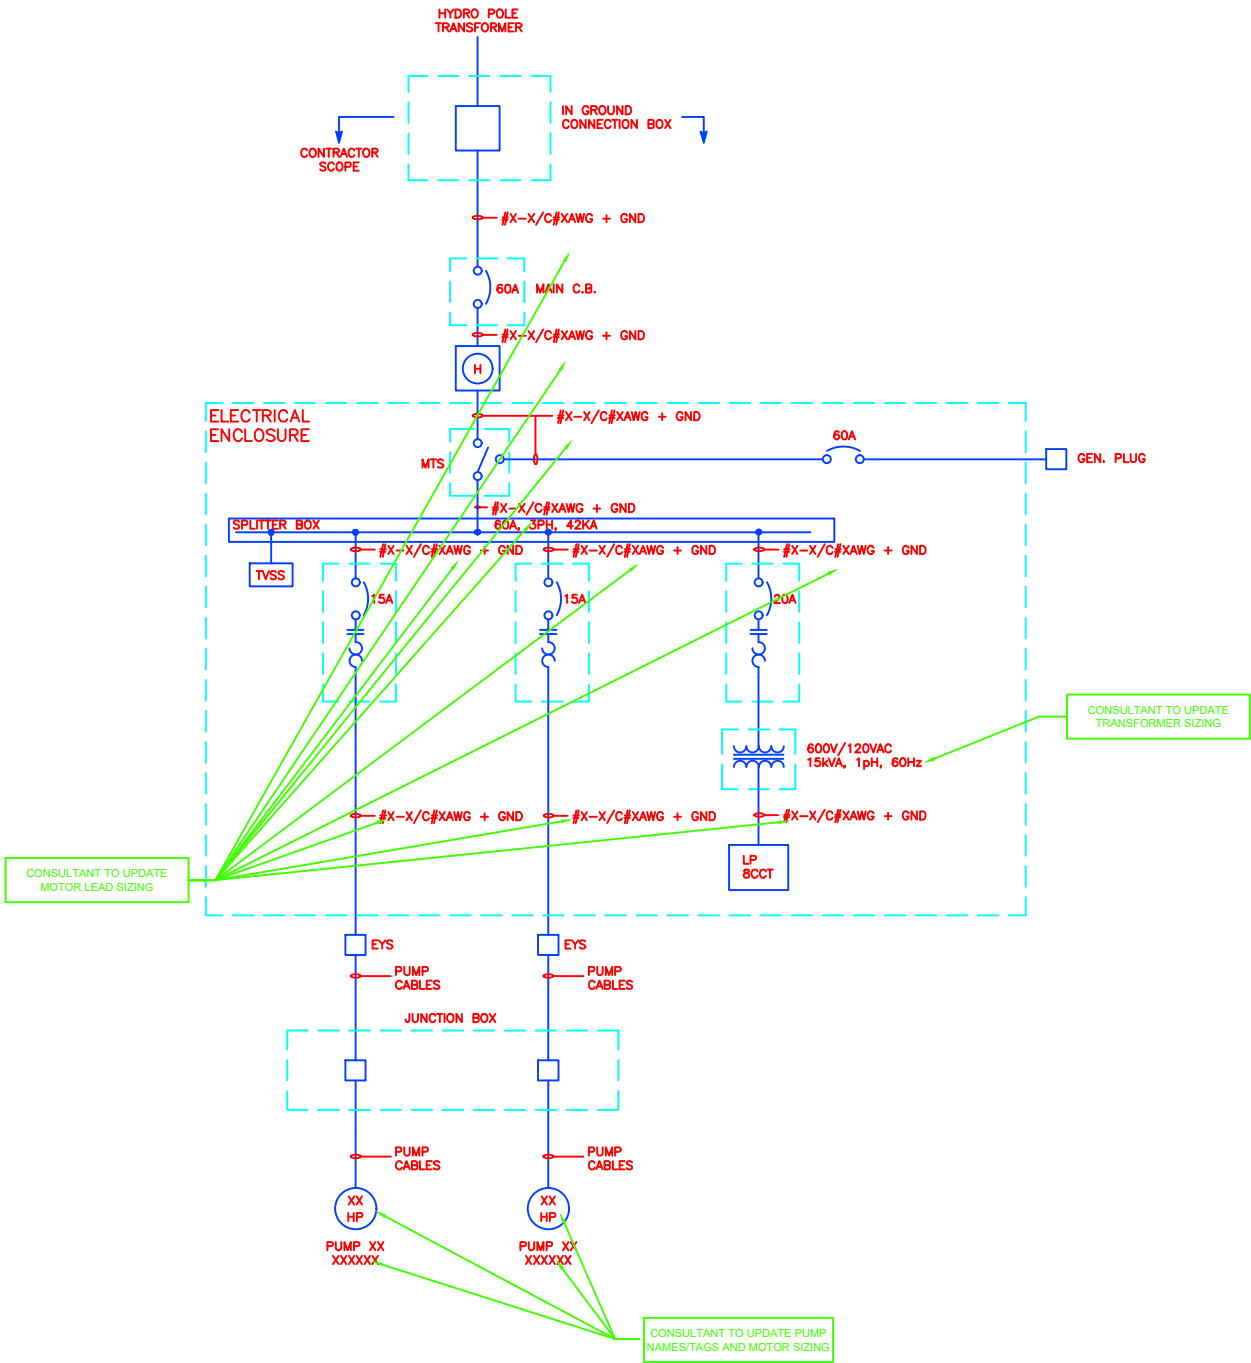 HYDRO POLE
TRANSFORMER
IN GROUND
CONNECTION BOX
CONTRACTOR
SCOPE
#X-X/C#XAWG + GND
60A MAIN C.B.
#X-X/C#XAWG + GND
H
ELECTRICAL
ENCLOSURE
#X-X/C#XAWG + GND
MTS
60A
GEN. PLUG
#X-X/C#XAWG + GND
SPLITTER BOX
60A, 3PH, 42KA
#X-X/C#XAWG + GND
#X-X/C#XAWG + GND
#X-X/C#XAWG + GND
TVSS
15A
15A
20A
CONSULTANT TO UPDATE
TRANSFORMER SIZING
600V/120VAC
15kVA, 1pH, 60Hz
#X-X/C#XAWG + GND
#X-X/C#XAWG + GND
#X-X/C#XAWG + GND
LP
8CCT
CONSULTANT TO UPDATE
MOTOR LEAD SIZING
EYS
EYS
PUMP
CABLES
PUMP
CABLES
JUNCTION BOX
PUMP
CABLES
PUMP
CABLES
XX
HP
XX
HP
PUMP XX
XXXXXX
PUMP XX
XXXXXX
CONSULTANT TO UPDATE PUMP
NAMES/TAGS AND MOTOR SIZING